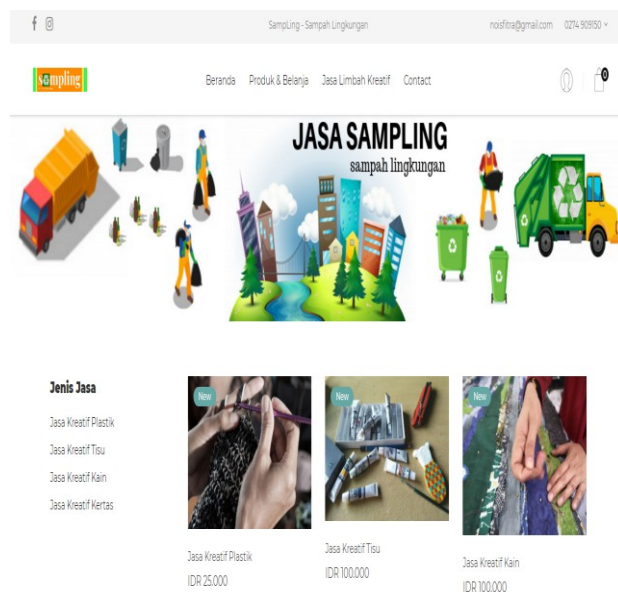 SampLing - Sampah Lingkungan
noisfitra@gmail.com 0274 909150
sampling
Beranda Produk & Belanja Jasa Limbah Kreatif Contact
0
JASA SAMPLING
sampah lingkungan
Jenis Jasa
Jasa Kreatif Plastik
Jasa Kreatif Tisu
Jasa Kreatif Kain
Jasa Kreatif Kertas
New
Jasa Kreatif Plastik
IDR 25.000
New
Jasa Kreatif Tisu
IDR 100.000
New
Jasa Kreatif Kain
IDR 100.000